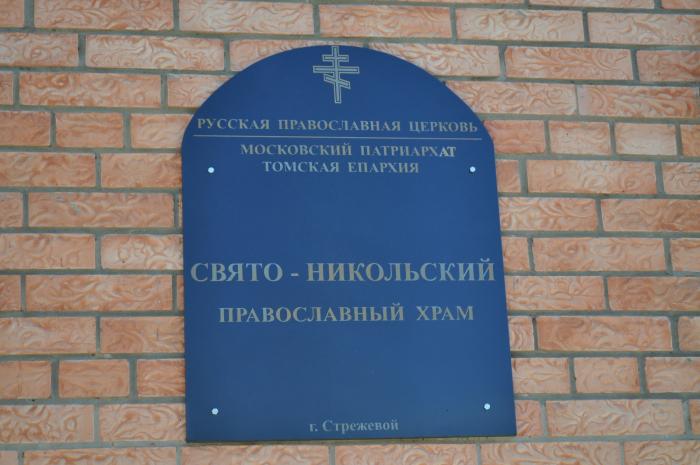 РУССКАЯ ПРАВОСЛАВНАЯ ЦЕРКОВЬ
МОСКОВСКИЙ ПАТРИАРХАТ
ТОМСКАЯ ЕПАРХИЯ
СВЯТО - НИКОЛЬСКИЙ
ПРАВОСЛАВНЫЙ ХРАМ
г. Стрежевой